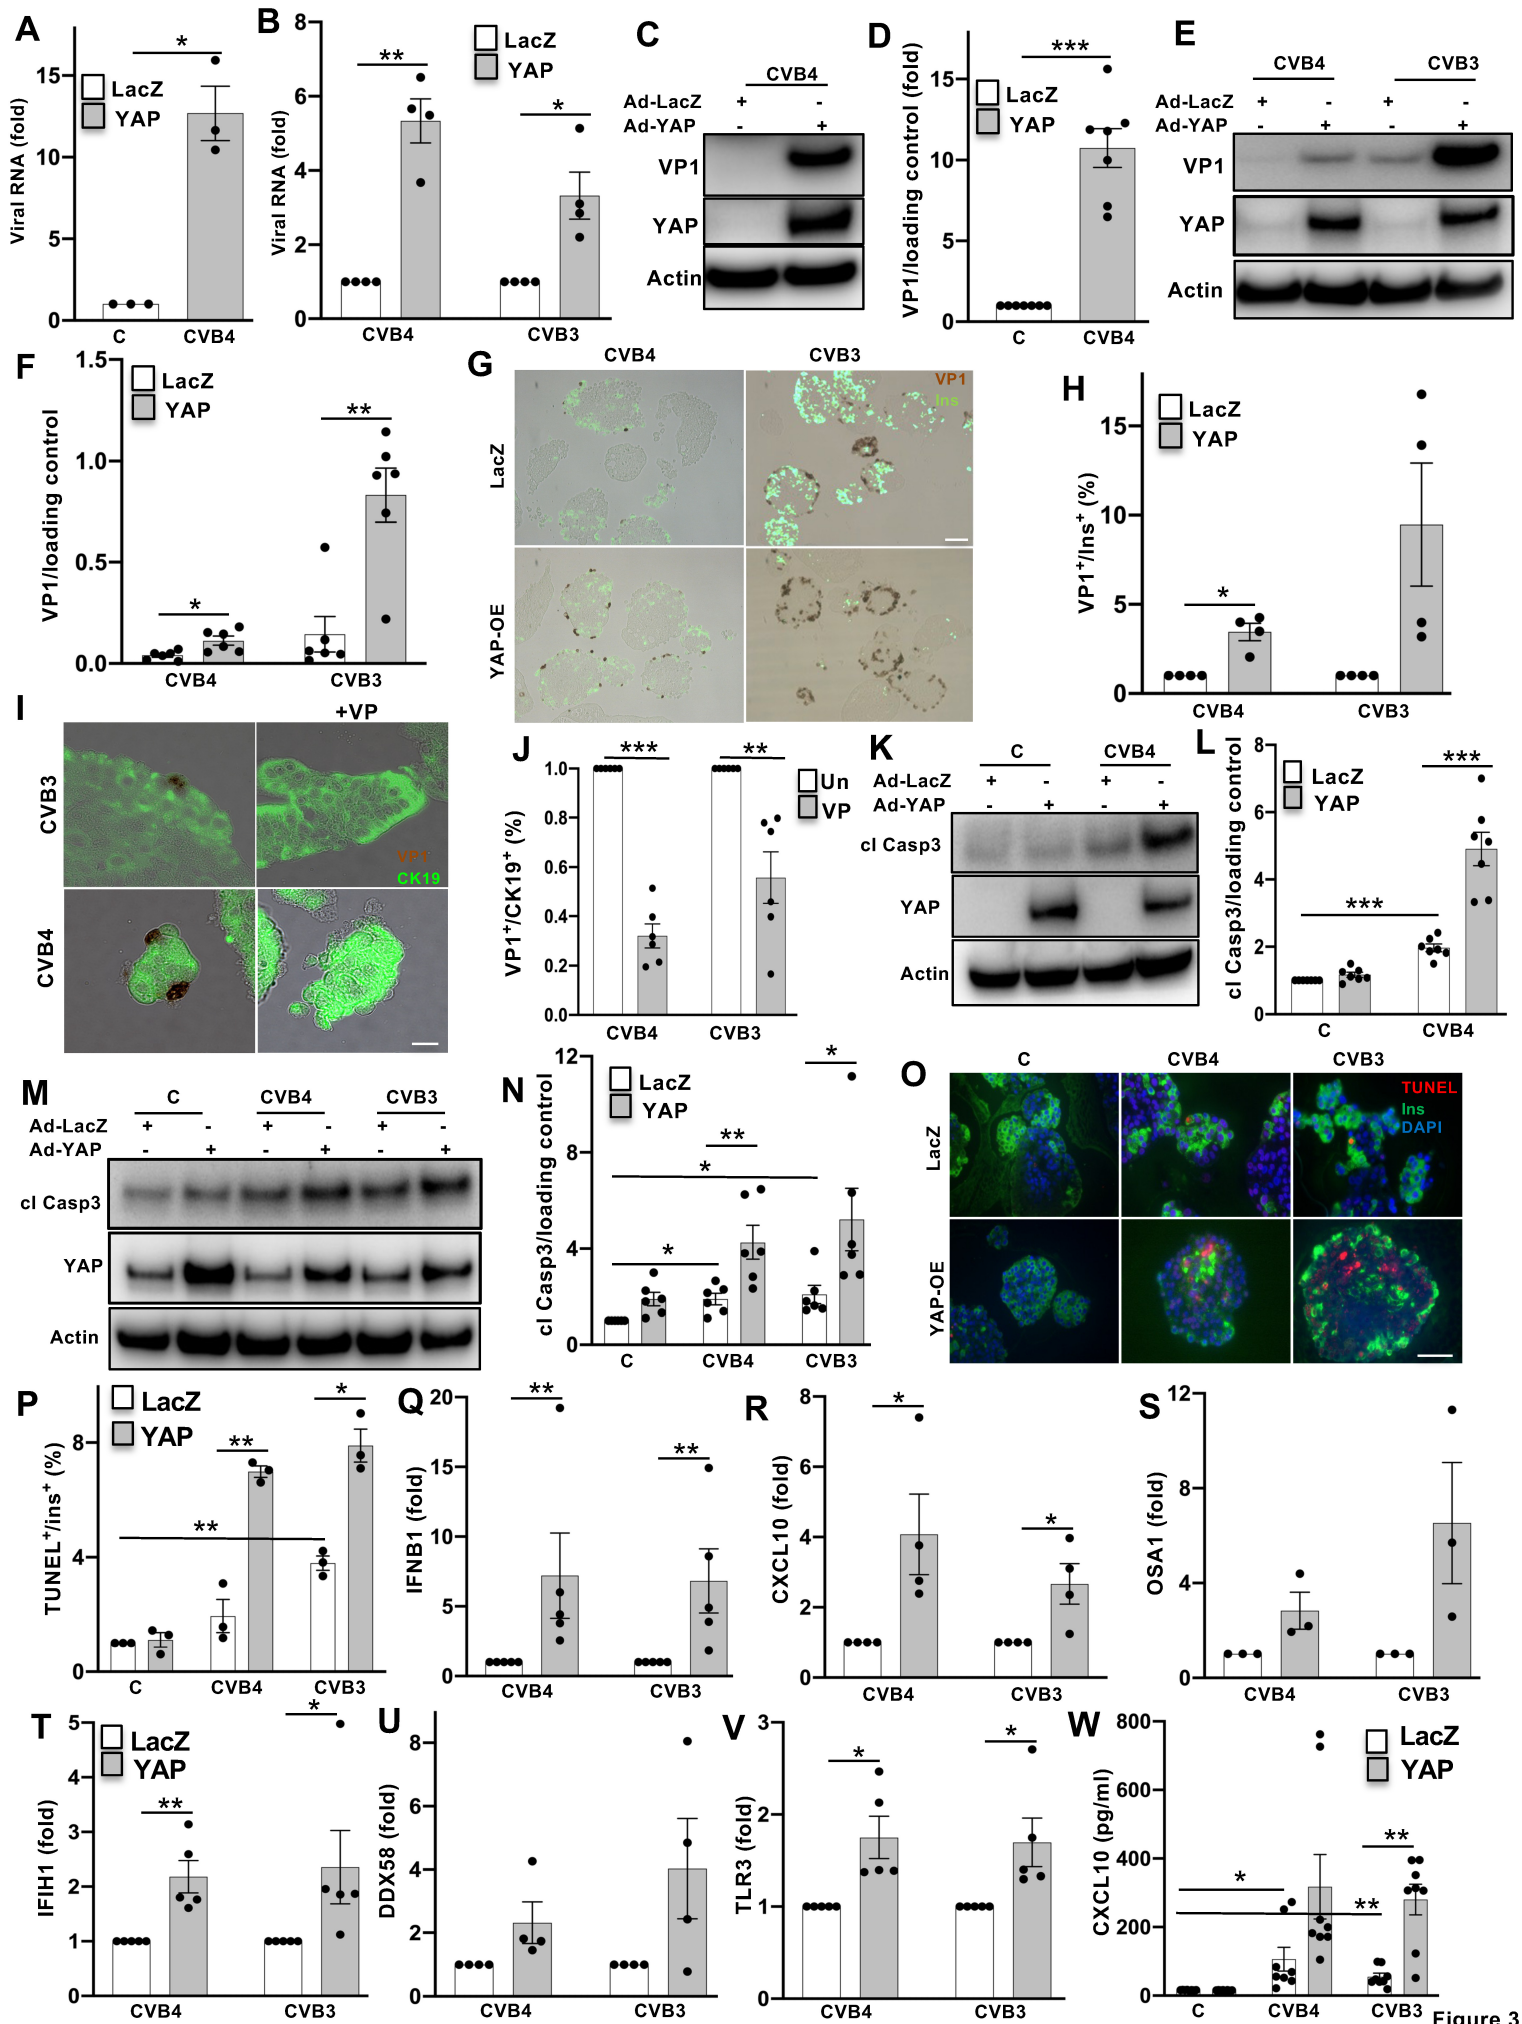 A
*
LacZ
YAP
Viral RNA (fold)
15
10
5
0
C
CVB4
B
**
*
LacZ
YAP
Viral RNA (fold)
8
6
4
2
0
CVB4
CVB3
C
CVB4
Ad-LacZ + -
Ad-YAP - +
VP1
YAP
Actin
D
***
LacZ
YAP
VP1/loading control (fold)
15
10
5
0
C
CVB4
E
CVB4
CVB3
Ad-LacZ + - + -
Ad-YAP - + - +
VP1
YAP
Actin
F
LacZ
YAP
*
**
VP1/loading control
1.5
1.0
0.5
0.0
CVB4
CVB3
G
CVB4
CVB3
VP1
Ins
LacZ
YAP-OE
H
LacZ
YAP
*
VP1+/Ins+ (%)
15
10
5
0
CVB4
CVB3
I
+VP
CVB3
CVB4
VP1
CK19
J
***
**
Un
VP
VP1+/CK19+ (%)
1.0
0.8
0.6
0.4
0.2
0.0
CVB4
CVB3
K
C
CVB4
Ad-LacZ + - + -
Ad-YAP - + - +
cl Casp3
YAP
Actin
L
LacZ
YAP
***
***
cl Casp3/loading control
8
6
4
2
0
C
CVB4
M
C
CVB4
CVB3
Ad-LacZ + - + - + -
Ad-YAP - + - + - +
cl Casp3
YAP
Actin
N
LacZ
YAP
*
**
*
*
cl Casp3/loading control
12
8
4
0
C
CVB4
CVB3
O
C
CVB4
CVB3
TUNEL
Ins
DAPI
LacZ
YAP-OE
P
LacZ
YAP
**
**
*
TUNEL+/ins+ (%)
8
4
0
C
CVB4
CVB3
Q
**
**
IFNB1 (fold)
20
15
10
5
0
CVB4
CVB3
R
*
*
CXCL10 (fold)
8
6
4
2
0
CVB4
CVB3
S
OSA1 (fold)
12
8
4
0
CVB4
CVB3
T
LacZ
YAP
**
*
IFIH1 (fold)
5
4
3
2
1
0
CVB4
CVB3
U
DDX58 (fold)
8
6
4
2
0
CVB4
CVB3
V
*
*
TLR3 (fold)
3
2
1
0
CVB4
CVB3
W
LacZ
YAP
*
**
**
CXCL10 (pg/ml)
800
600
400
200
0
C
CVB4
CVB3
Figure 3